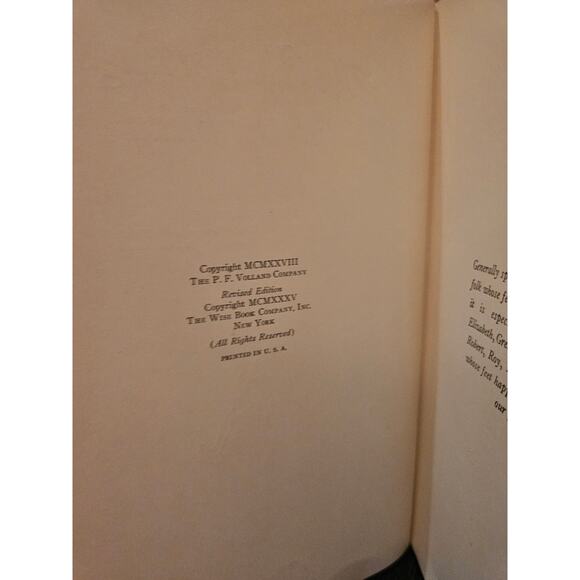 Copyright MCMXXVIII
The P. F. Volland Company
Revised Edition
Copyright MCMXXXV
The Wise Book Company, Inc.
New York
(All Rights Reserved)
PRINTED IN U. S. A.
Generally
folk whose
it is
Elizabeth,
Robert, Roy,
whose feet
our